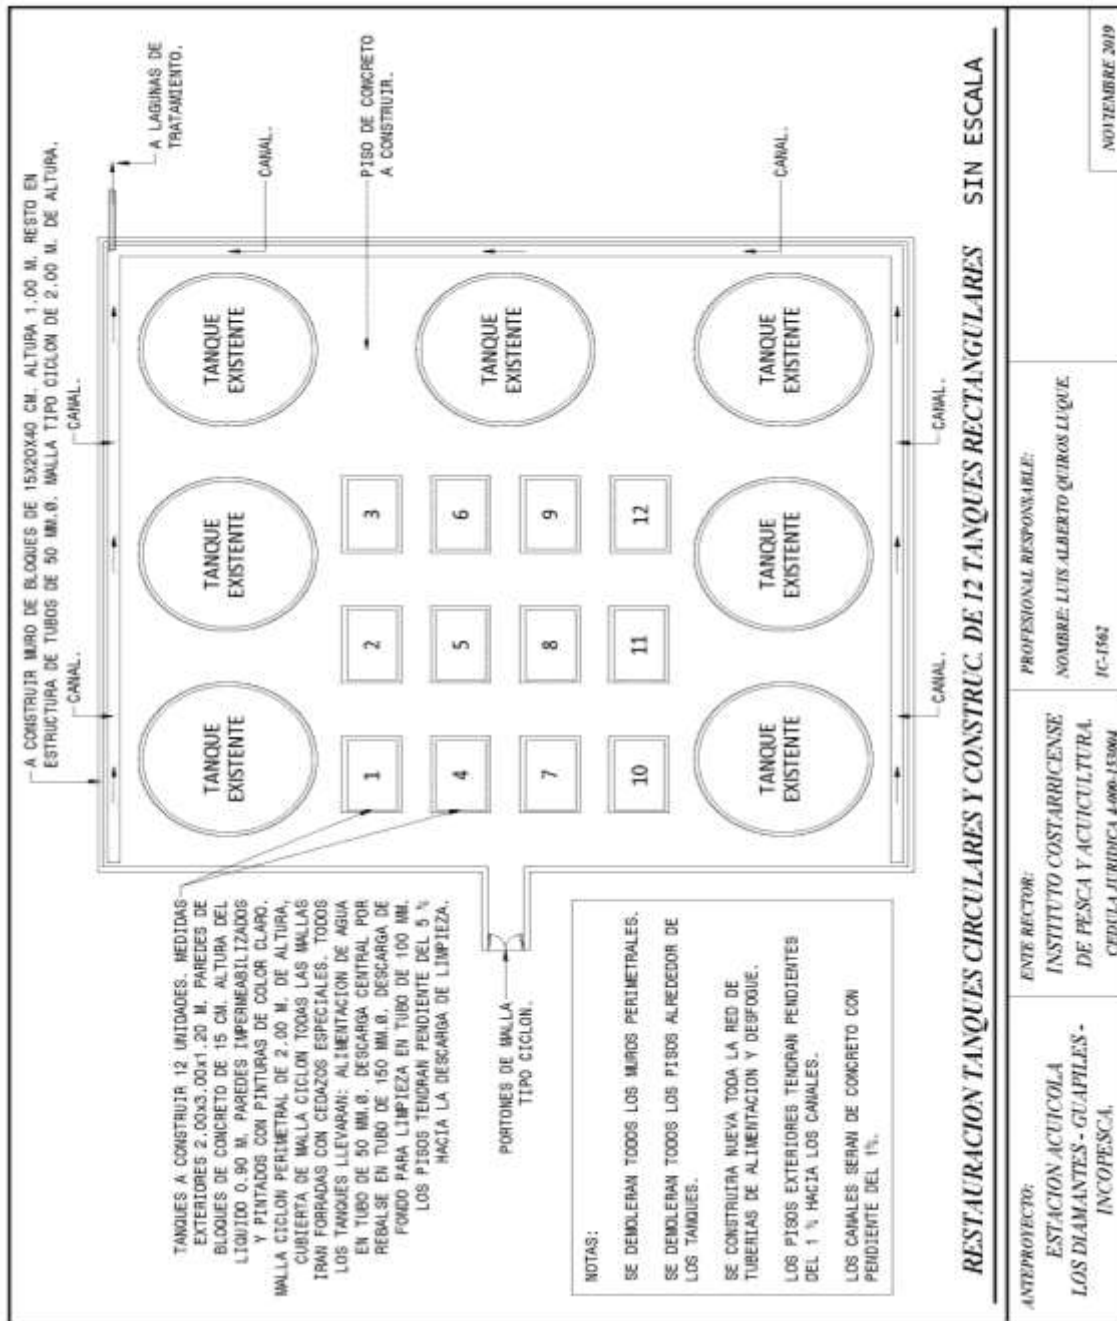 A CONSTRUIR MURO DE BLOQUES DE 15X20X40 CM. ALTURA 1.00 M. RESTO EN
ESTRUCTURA DE TUBOS DE 50 MM.Ø. MALLA TIPO CICLON DE 2.00 M. DE ALTURA.
CANAL.
CANAL.
A LAGUNAS DE
TRATAMIENTO.
TANQUE
EXISTENTE
TANQUE
EXISTENTE
TANQUE
EXISTENTE
CANAL.
TANQUES A CONSTRUIR 12 UNIDADES. MEDIDAS
EXTERIORES 2.00x3.00x1.20 M. PAREDES DE
BLOQUES DE CONCRETO DE 15 CM. ALTURA DEL
LIQUIDO 0.90 M. PAREDES IMPERMEABILIZADOS
Y PINTADOS CON PINTURAS DE COLOR CLARO.
MALLA CICLON PERIMETRAL DE 2.00 M. DE ALTURA,
CUBIERTA DE MALLA CICLON TODAS LAS MALLAS
IRAN FORRADAS CON CEDAZOS ESPECIALES. TODOS
LOS TANQUES LLEVARAN: ALIMENTACION DE AGUA
EN TUBO DE 50 MM.Ø. DESCARGA CENTRAL POR
REBALSE EN TUBO DE 150 MM.Ø. DESCARGA DE
FONDO PARA LIMPIEZA EN TUBO DE 100 MM.
LOS PISOS TENDRAN PENDIENTE DEL 5 %
HACIA LA DESCARGA DE LIMPIEZA.
1
2
3
4
5
6
7
8
9
10
11
12
PISO DE CONCRETO
A CONSTRUIR.
TANQUE
EXISTENTE
PORTONES DE MALLA
TIPO CICLON.
TANQUE
EXISTENTE
TANQUE
EXISTENTE
TANQUE
EXISTENTE
CANAL.
CANAL.
CANAL.
NOTAS:
SE DEMOLERAN TODOS LOS MUROS PERIMETRALES.
SE DEMOLERAN TODOS LOS PISOS ALREDEDOR DE
LOS TANQUES.
SE CONSTRUIRA NUEVA TODA LA RED DE
TUBERIAS DE ALIMENTACION Y DESFOGUE.
LOS PISOS EXTERIORES TENDRAN PENDIENTES
DEL 1 % HACIA LOS CANALES.
LOS CANALES SERAN DE CONCRETO CON
PENDIENTE DEL 1%.
RESTAURACION TANQUES CIRCULARES Y CONSTRUC. DE 12 TANQUES RECTANGULARES SIN ESCALA
ANTEPROYECTO:
ESTACION ACUICOLA
LOS DIAMANTES - GUAPILES -
INCOPESCA.
ENTE RECTOR:
INSTITUTO COSTARRICENSE
DE PESCA Y ACUICULTURA.
CEDULA JURIDICA
PROFESIONAL RESPONSABLE:
NOMBRE: LUIS ALBERTO QUIROS LUQUE.
IC-1562
NOVIEMBRE 2019